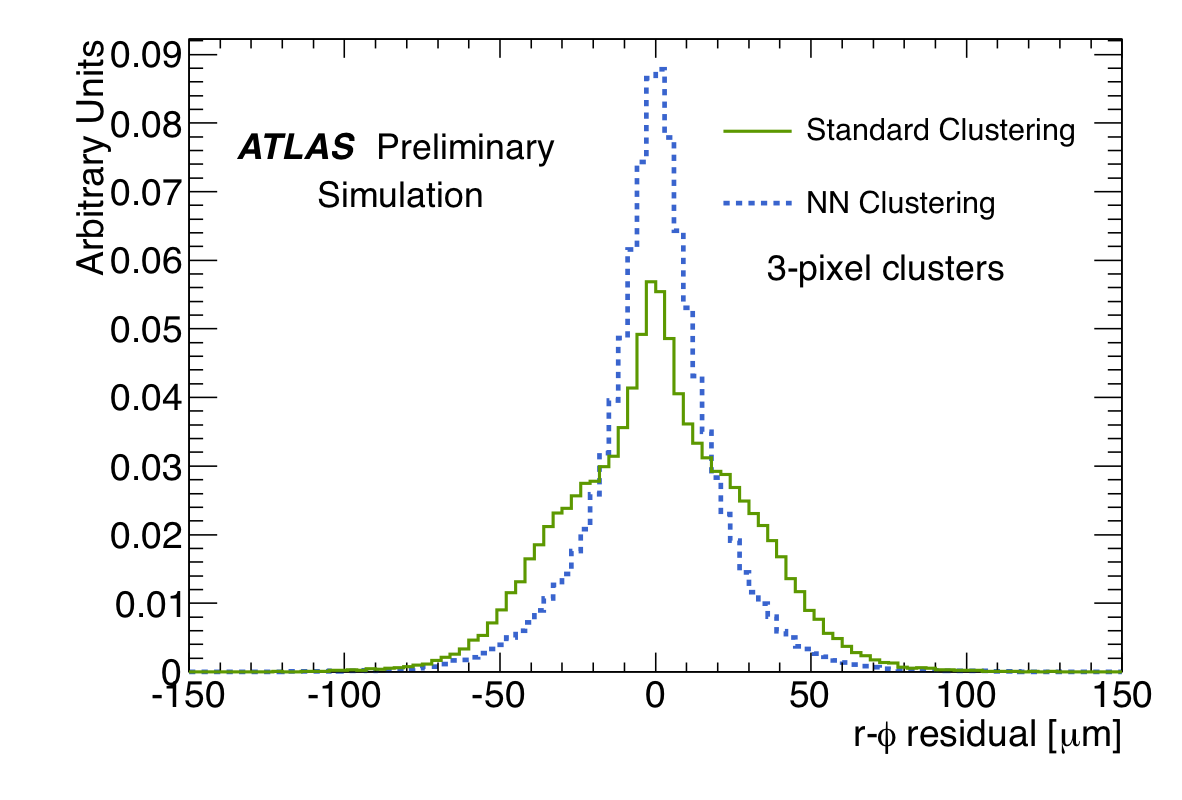 Arbitrary Units
0.09
0.08
0.07
0.06
0.05
0.04
0.03
0.02
0.01
0
ATLAS Preliminary
Simulation
Standard Clustering
NN Clustering
3-pixel clusters
-150 -100 -50 0 50 100 150
r-ϕ residual [μm]